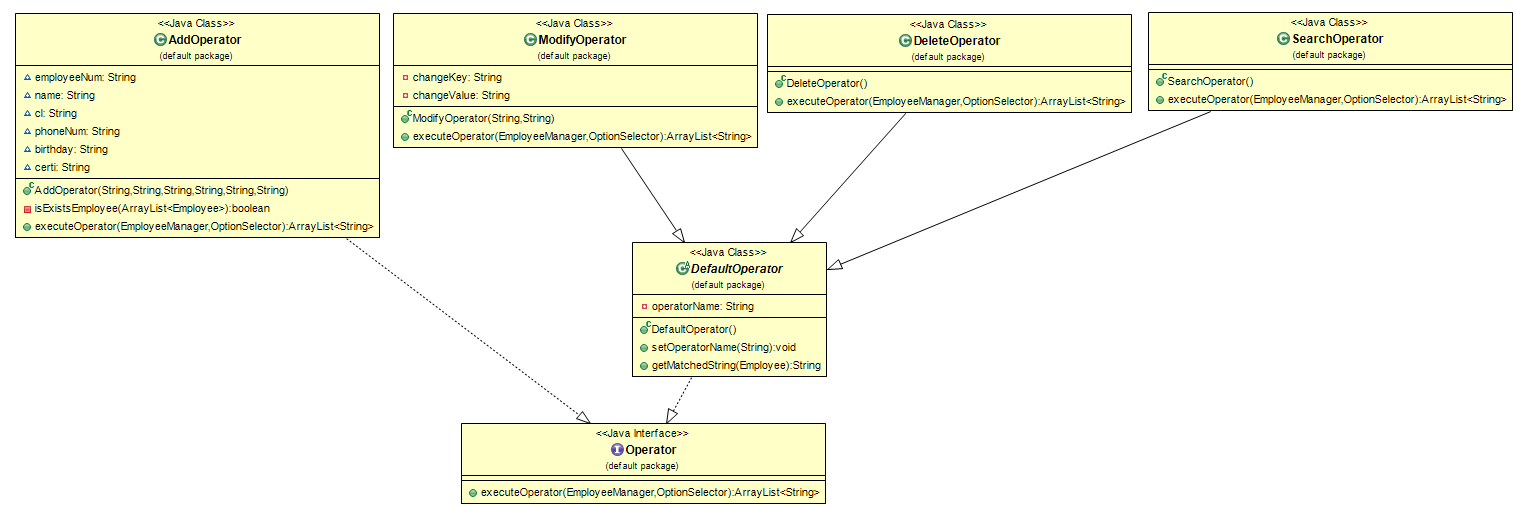 <<Java Class>>
AddOperator
(default package)
employeeNum: String
name: String
cl: String
phoneNum: String
birthday: String
certi: String
AddOperator(String,String,String,String,String,String)
isExistsEmployee(ArrayList<Employee>):boolean
executeOperator(EmployeeManager,OptionSelector):ArrayList<String>
<<Java Class>>
ModifyOperator
(default package)
changeKey: String
changeValue: String
ModifyOperator(String,String)
executeOperator(EmployeeManager,OptionSelector):ArrayList<String>
<<Java Class>>
DeleteOperator
(default package)
DeleteOperator()
executeOperator(EmployeeManager,OptionSelector):ArrayList<String>
<<Java Class>>
SearchOperator
(default package)
SearchOperator()
executeOperator(EmployeeManager,OptionSelector):ArrayList<String>
<<Java Class>>
DefaultOperator
(default package)
operatorName: String
DefaultOperator()
setOperatorName(String):void
getMatchedString(Employee):String
<<Java Interface>>
Operator
(default package)
executeOperator(EmployeeManager,OptionSelector):ArrayList<String>